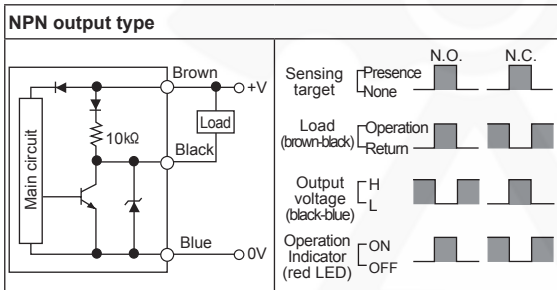 NPN output type
Brown
+V
Load
10kΩ
Black
Main circuit
Blue
0V
N.O.
N.C.
Sensing target
Presence
None
Load
(brown-black)
Operation
Return
Output voltage
(black-blue)
H
L
Operation Indicator
(red LED)
ON
OFF